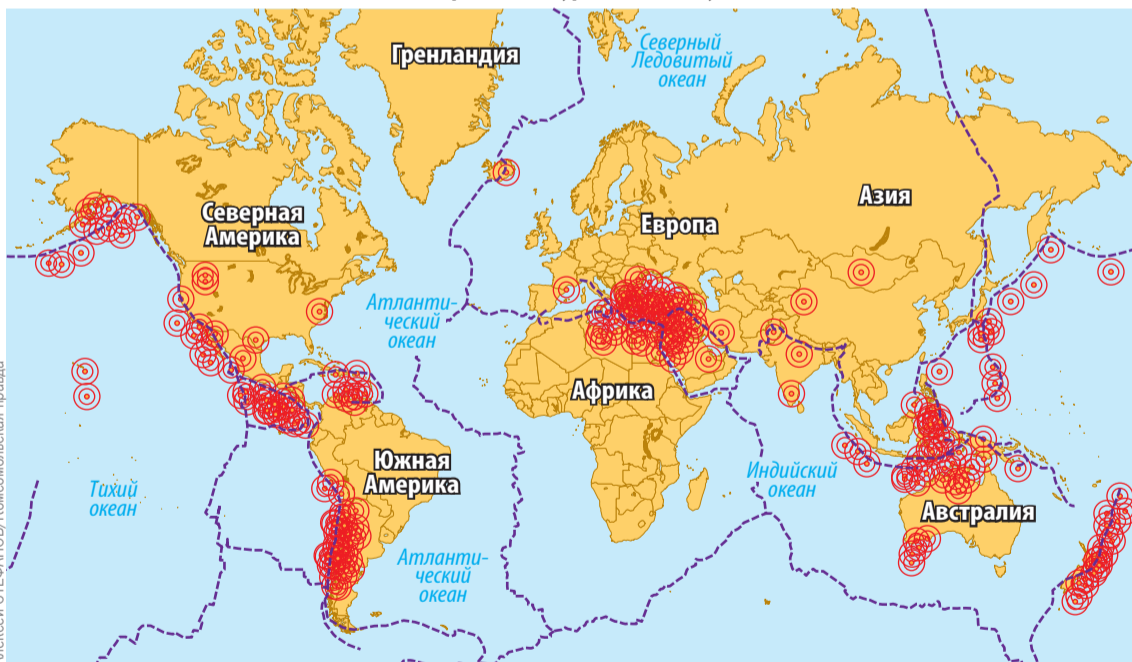 Гренландия
Северный
Ледовитый
океан
Северная
Америка
Европа
Азия
Атланти-
ческий
океан
Африка
Южная
Америка
Тихий
океан
Индийский
океан
Австралия
Атланти-
ческий
океан